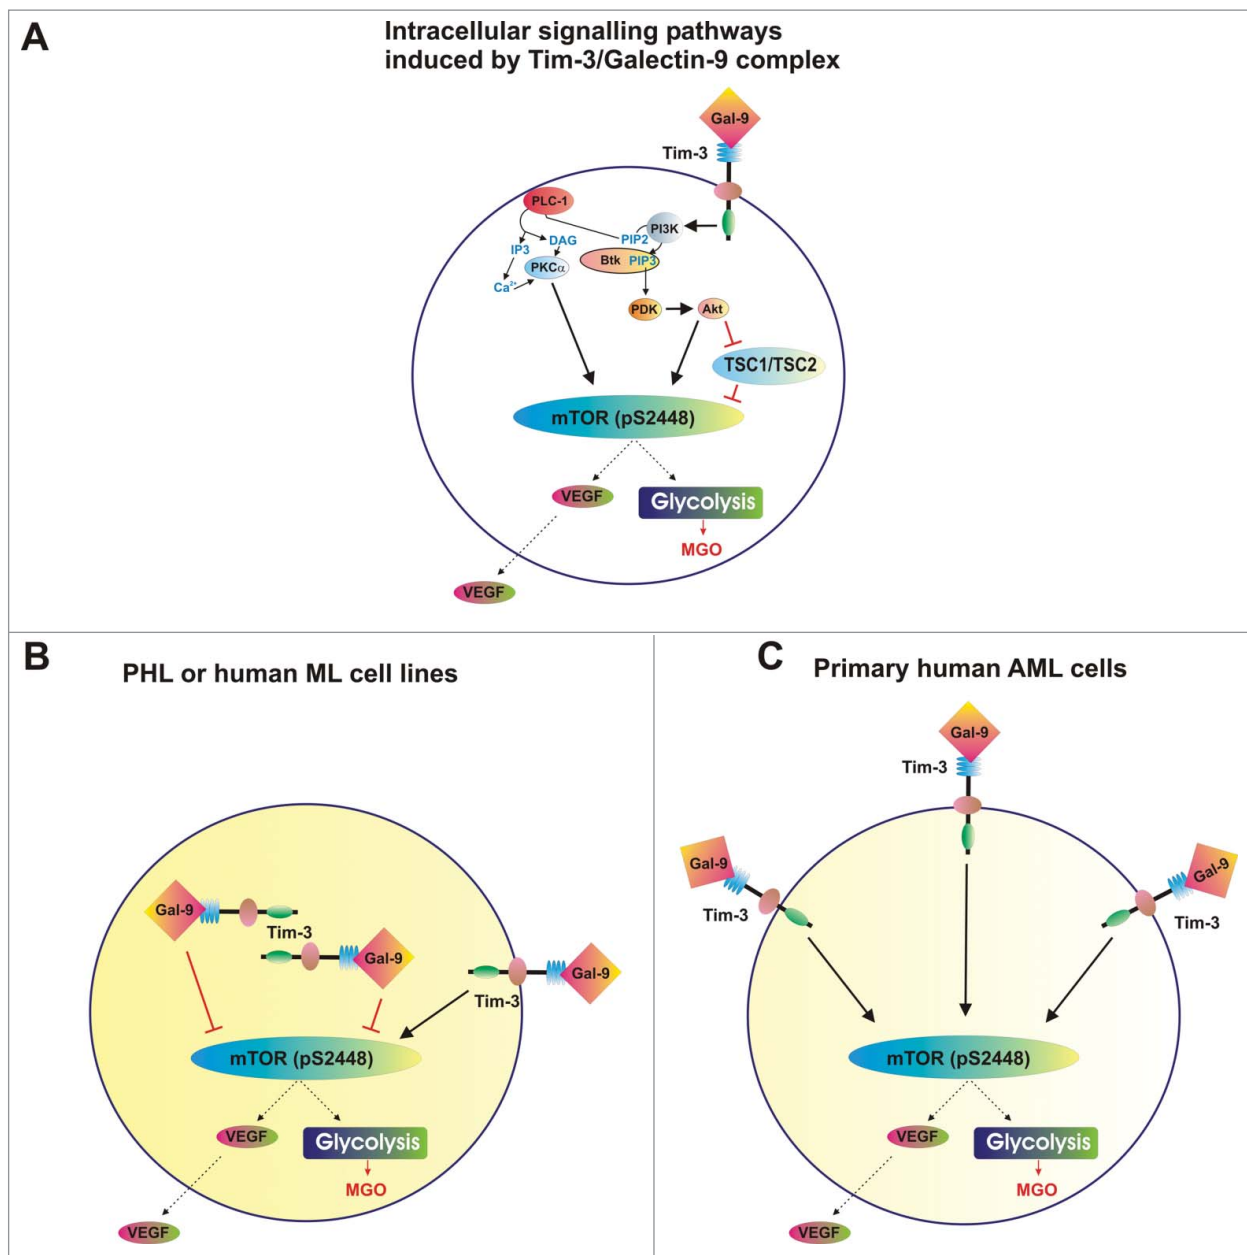 A
Intracellular signalling pathways
induced by Tim-3/Galectin-9 complex
Gal-9
Tim-3
PLC-1
PI3K
PIP2
DAG
IP3
Btk PIP3
PKCα
Ca²⁺
PDK
Akt
TSC1/TSC2
mTOR (pS2448)
VEGF
Glycolysis
MGO
VEGF
B
PHL or human ML cell lines
Gal-9
Tim-3
Gal-9
Gal-9
Tim-3
mTOR (pS2448)
VEGF
Glycolysis
MGO
VEGF
C
Primary human AML cells
Gal-9
Tim-3
Gal-9
Tim-3
Gal-9
Tim-3
mTOR (pS2448)
VEGF
Glycolysis
MGO
VEGF